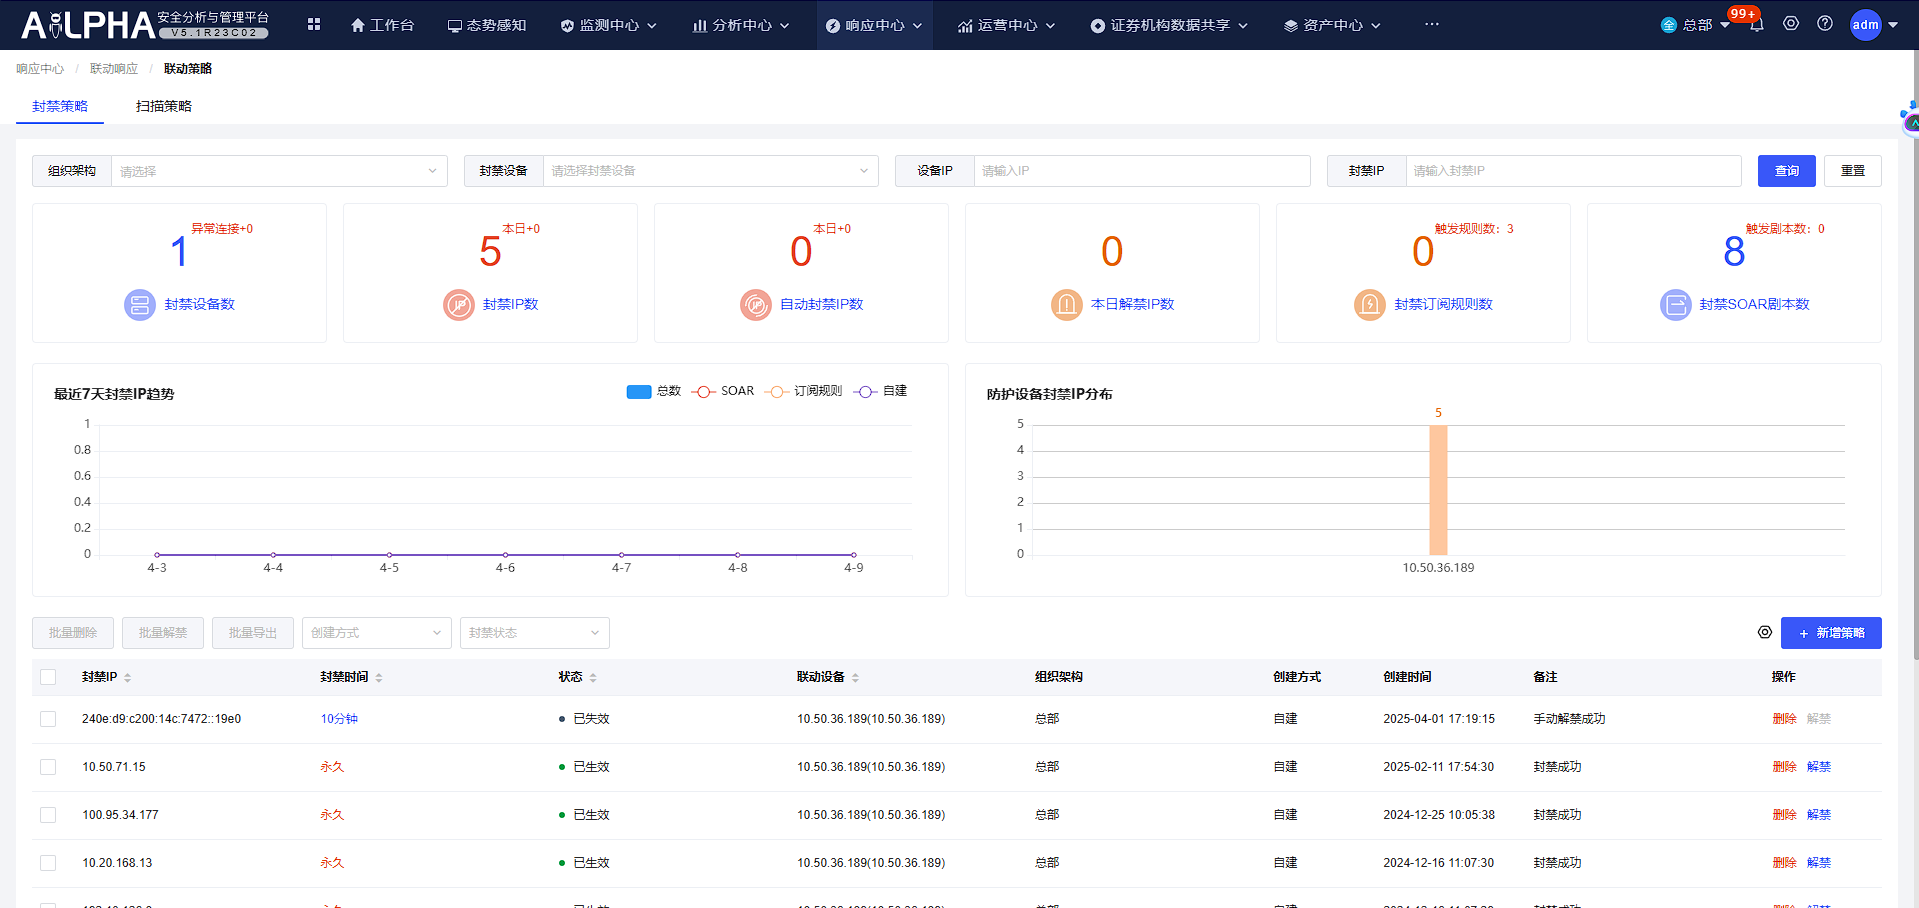 AiLPHA 安全分析与管理平台 V5.1R23C02
工作台 态势感知 监测中心 分析中心 响应中心 运营中心 证券机构数据共享 资产中心 ··· 全 总部 99+ adm
响应中心 / 联动响应 / 联动策略
封禁策略 扫描策略
组织架构 请选择 封禁设备 请选择封禁设备 设备IP 请输入IP 封禁IP 请输入封禁IP 查询 重置
1 异常连接+0
封禁设备数
5 本日+0
封禁IP数
0 本日+0
自动封禁IP数
0
本日解禁IP数
0 触发规则数：3
封禁订阅规则数
8 触发剧本数：0
封禁SOAR剧本数
最近7天封禁IP趋势
总数 SOAR 订阅规则 自建
1
0.8
0.6
0.4
0.2
0
4-3 4-4 4-5 4-6 4-7 4-8 4-9
防护设备封禁IP分布
5
5
4
3
2
1
0
10.50.36.189
批量删除 批量解禁 批量导出 创建方式 封禁状态 + 新增策略
封禁IP 封禁时间 状态 联动设备 组织架构 创建方式 创建时间 备注 操作
240e:d9:c200:14c:7472::19e0 10分钟 已失效 10.50.36.189(10.50.36.189) 总部 自建 2025-04-01 17:19:15 手动解禁成功 删除 解禁
10.50.71.15 永久 已生效 10.50.36.189(10.50.36.189) 总部 自建 2025-02-11 17:54:30 封禁成功 删除 解禁
100.95.34.177 永久 已生效 10.50.36.189(10.50.36.189) 总部 自建 2024-12-25 10:05:38 封禁成功 删除 解禁
10.20.168.13 永久 已生效 10.50.36.189(10.50.36.189) 总部 自建 2024-12-16 11:07:30 封禁成功 删除 解禁